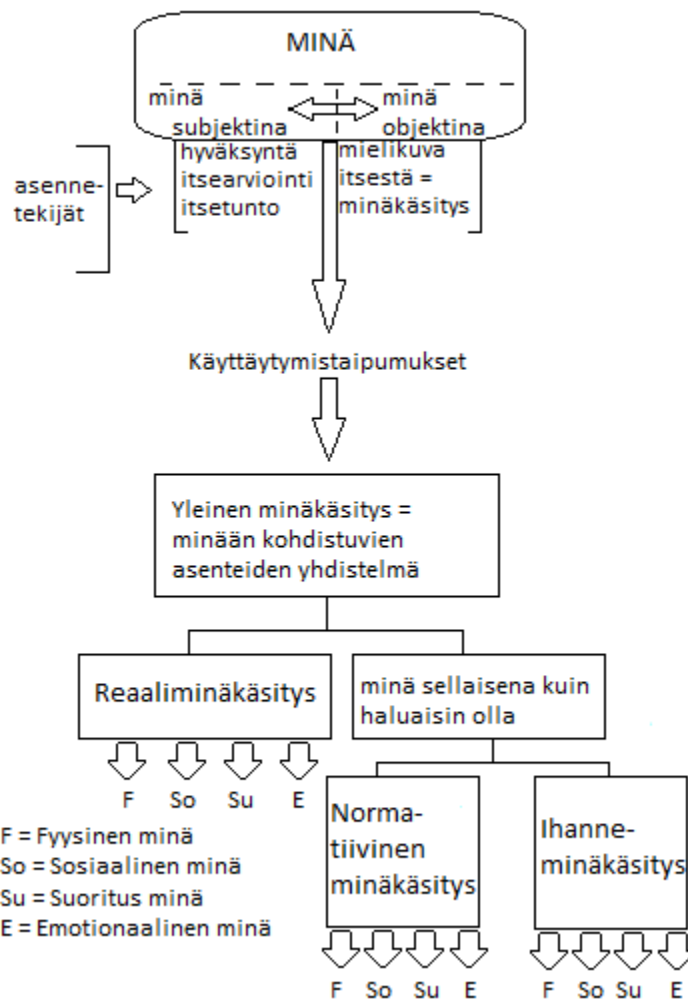 MINÄ
minä
subjektina
minä
objektina
asenne-
tekijät
hyväksyntä
itsearviointi
itsetunto
mielikuva
itsestä =
minäkäsitys
Käyttäytymistaipumukset
Yleinen minäkäsitys =
minään kohdistuvien
asenteiden yhdistelmä
Reaaliminäkäsitys
minä sellaisena kuin
haluaisin olla
F So Su E
F = Fyysinen minä
So = Sosiaalinen minä
Su = Suoritus minä
E = Emotionaalinen minä
Norma-
tiivinen
minäkäsitys
Ihanne-
minäkäsitys
F So Su E
F So Su E